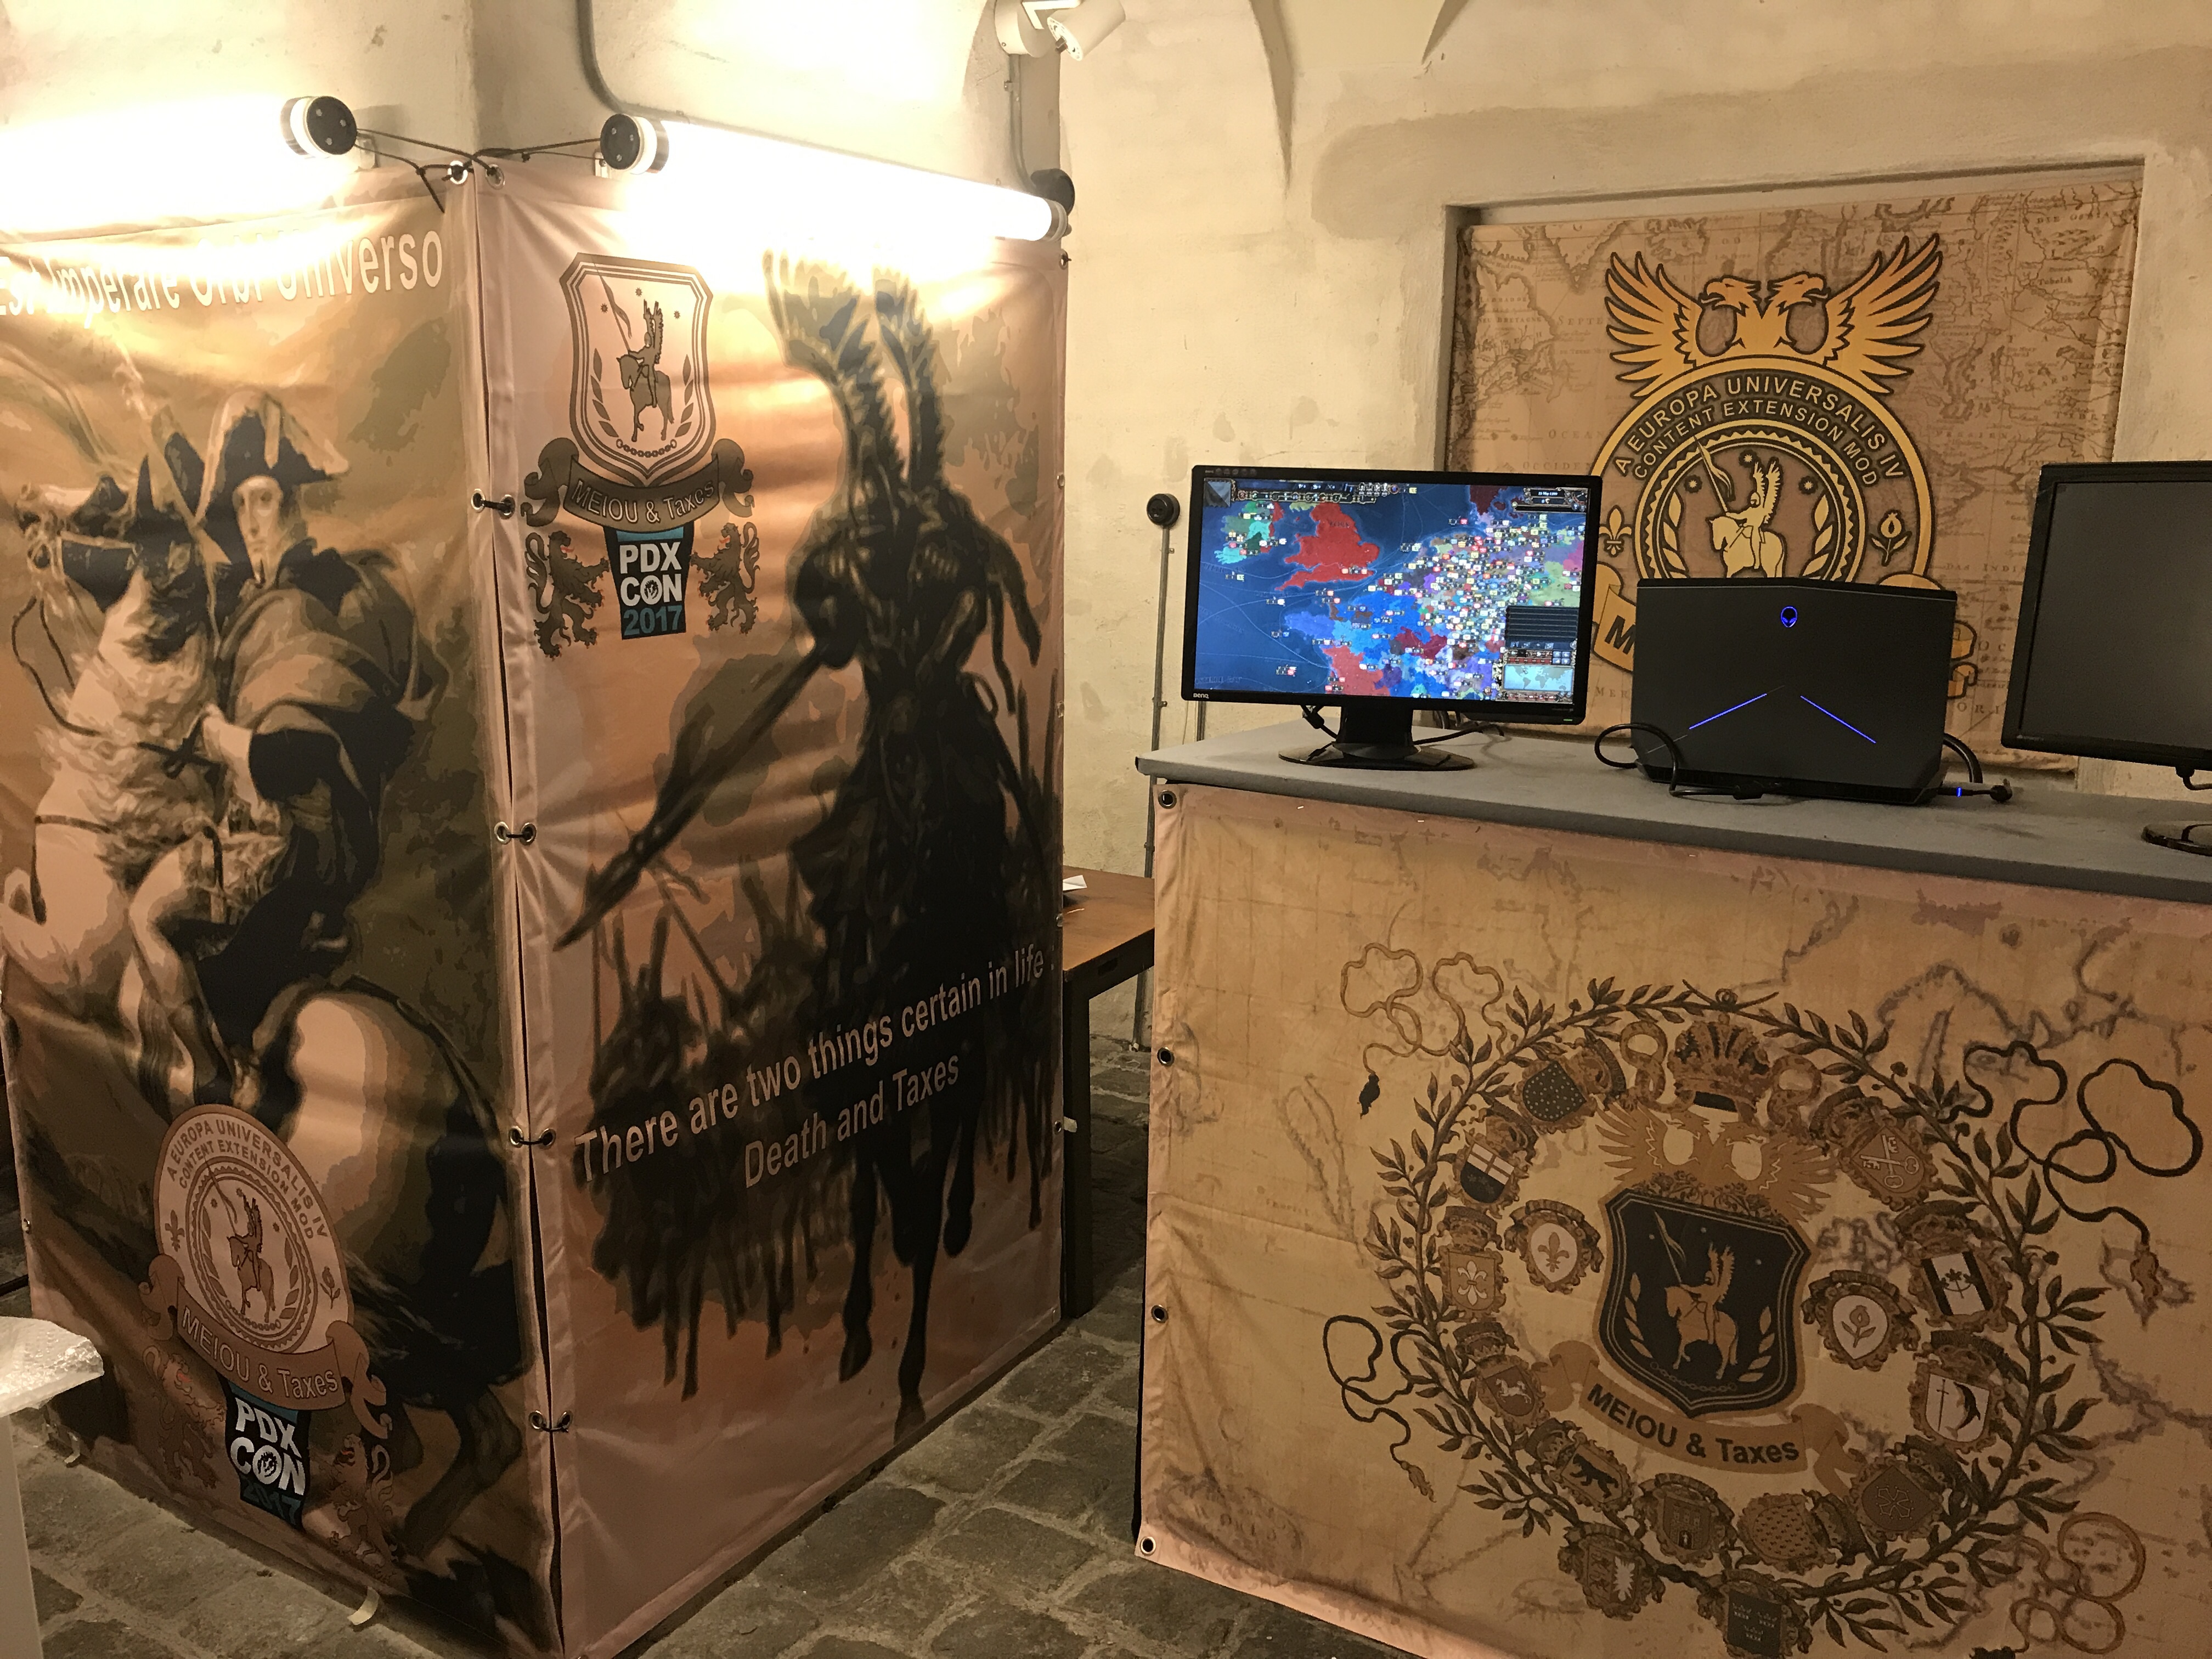 Est Imperare Orbi Universo
MEIOU & Taxes
PDX
CON
2017
There are two things certain in life
Death and Taxes
A EUROPA UNIVERSALIS IV
CONTENT EXTENSION MOD
MEIOU & Taxes
PDX
CON
2017
A EUROPA UNIVERSALIS IV
CONTENT EXTENSION MOD
M
BenQ
MEIOU & Taxes